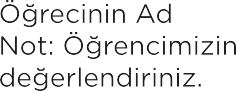 Öğrecinin Ad
Not: Öğrencimizin
değerlendiriniz.